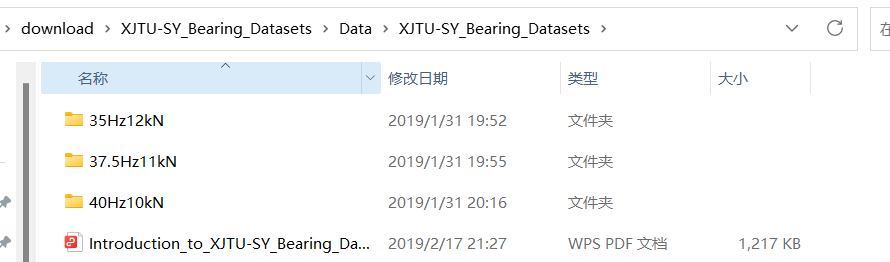 download > XJTU-SY_Bearing_Datasets > Data > XJTU-SY_Bearing_Datasets >
名称 修改日期 类型 大小
35Hz12kN 2019/1/31 19:52 文件夹
37.5Hz11kN 2019/1/31 19:55 文件夹
40Hz10kN 2019/1/31 20:16 文件夹
Introduction_to_XJTU-SY_Bearing_Da... 2019/2/17 21:27 WPS PDF 文档 1,217 KB